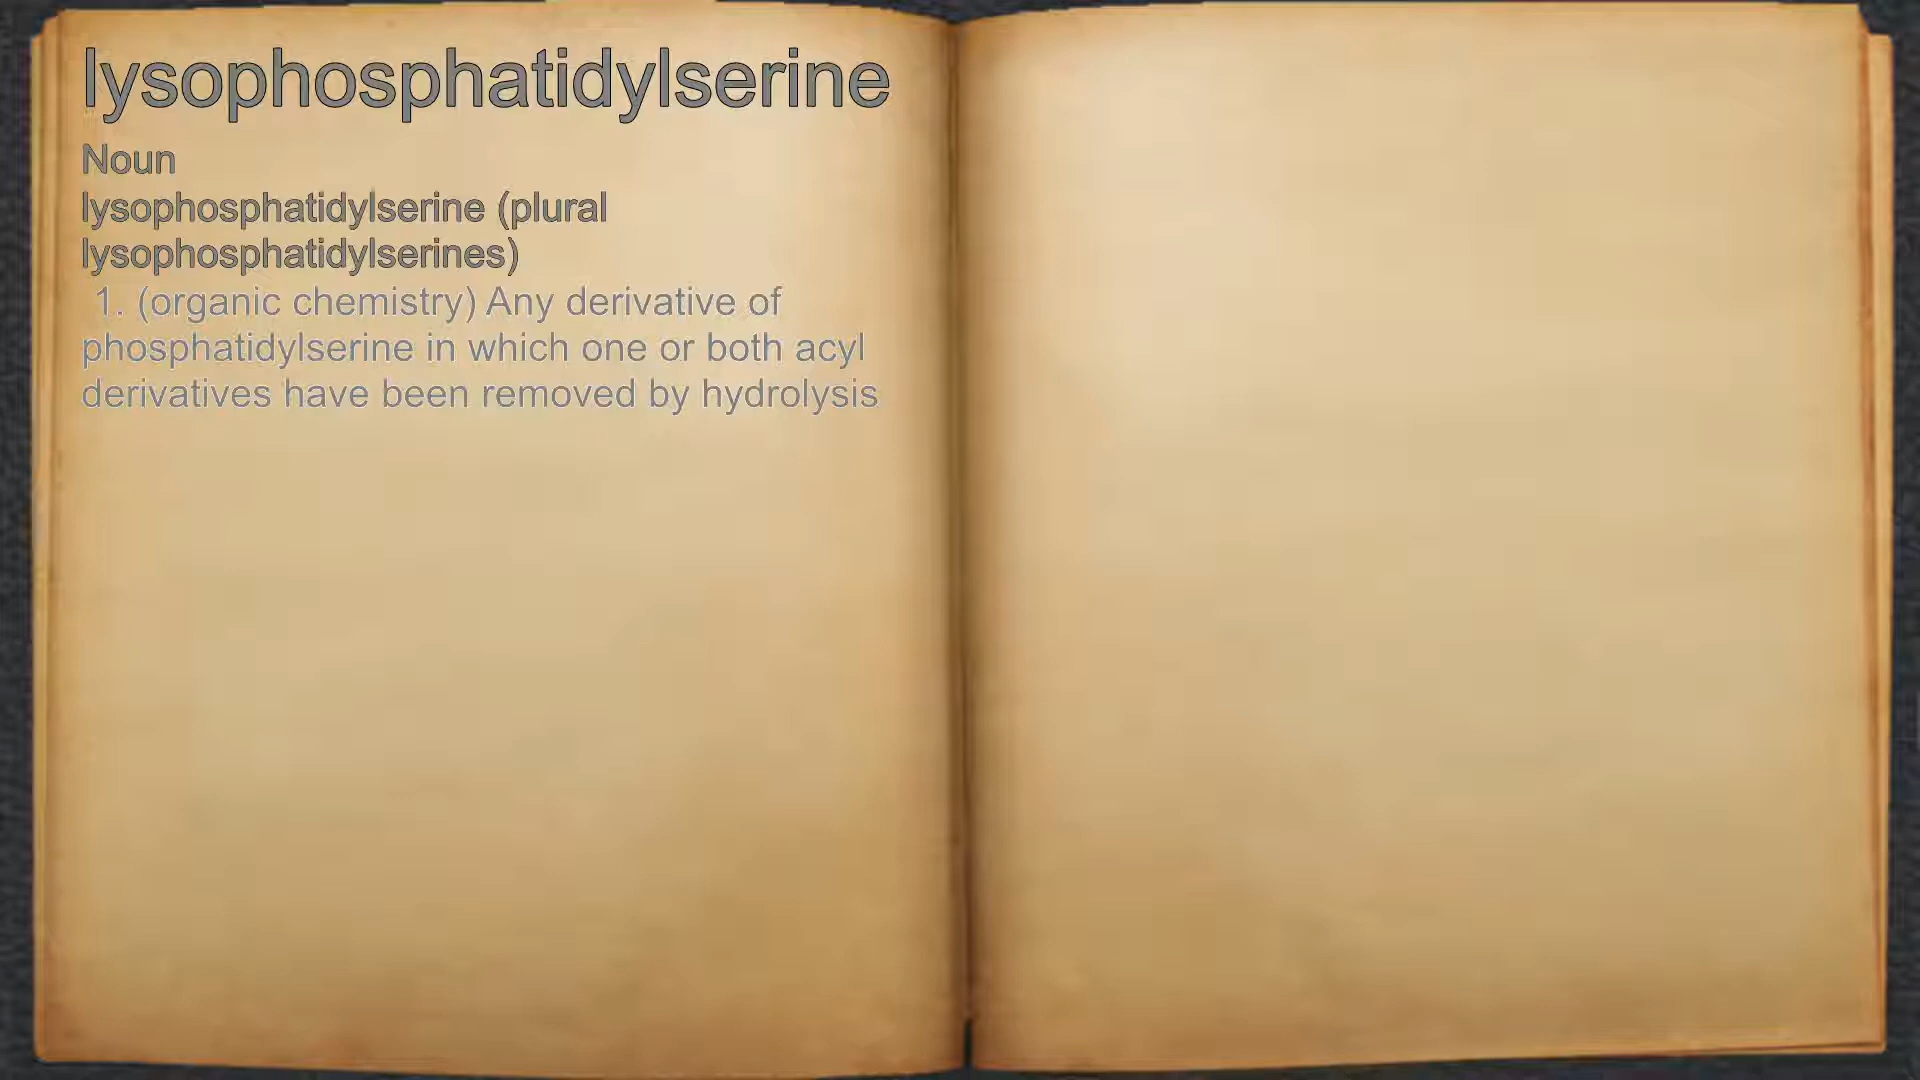 lysophosphatidylserine
Noun
lysophosphatidylserine (plural
lysophosphatidylserines)
1. (organic chemistry) Any derivative of
phosphatidylserine in which one or both acyl
derivatives have been removed by hydrolysis